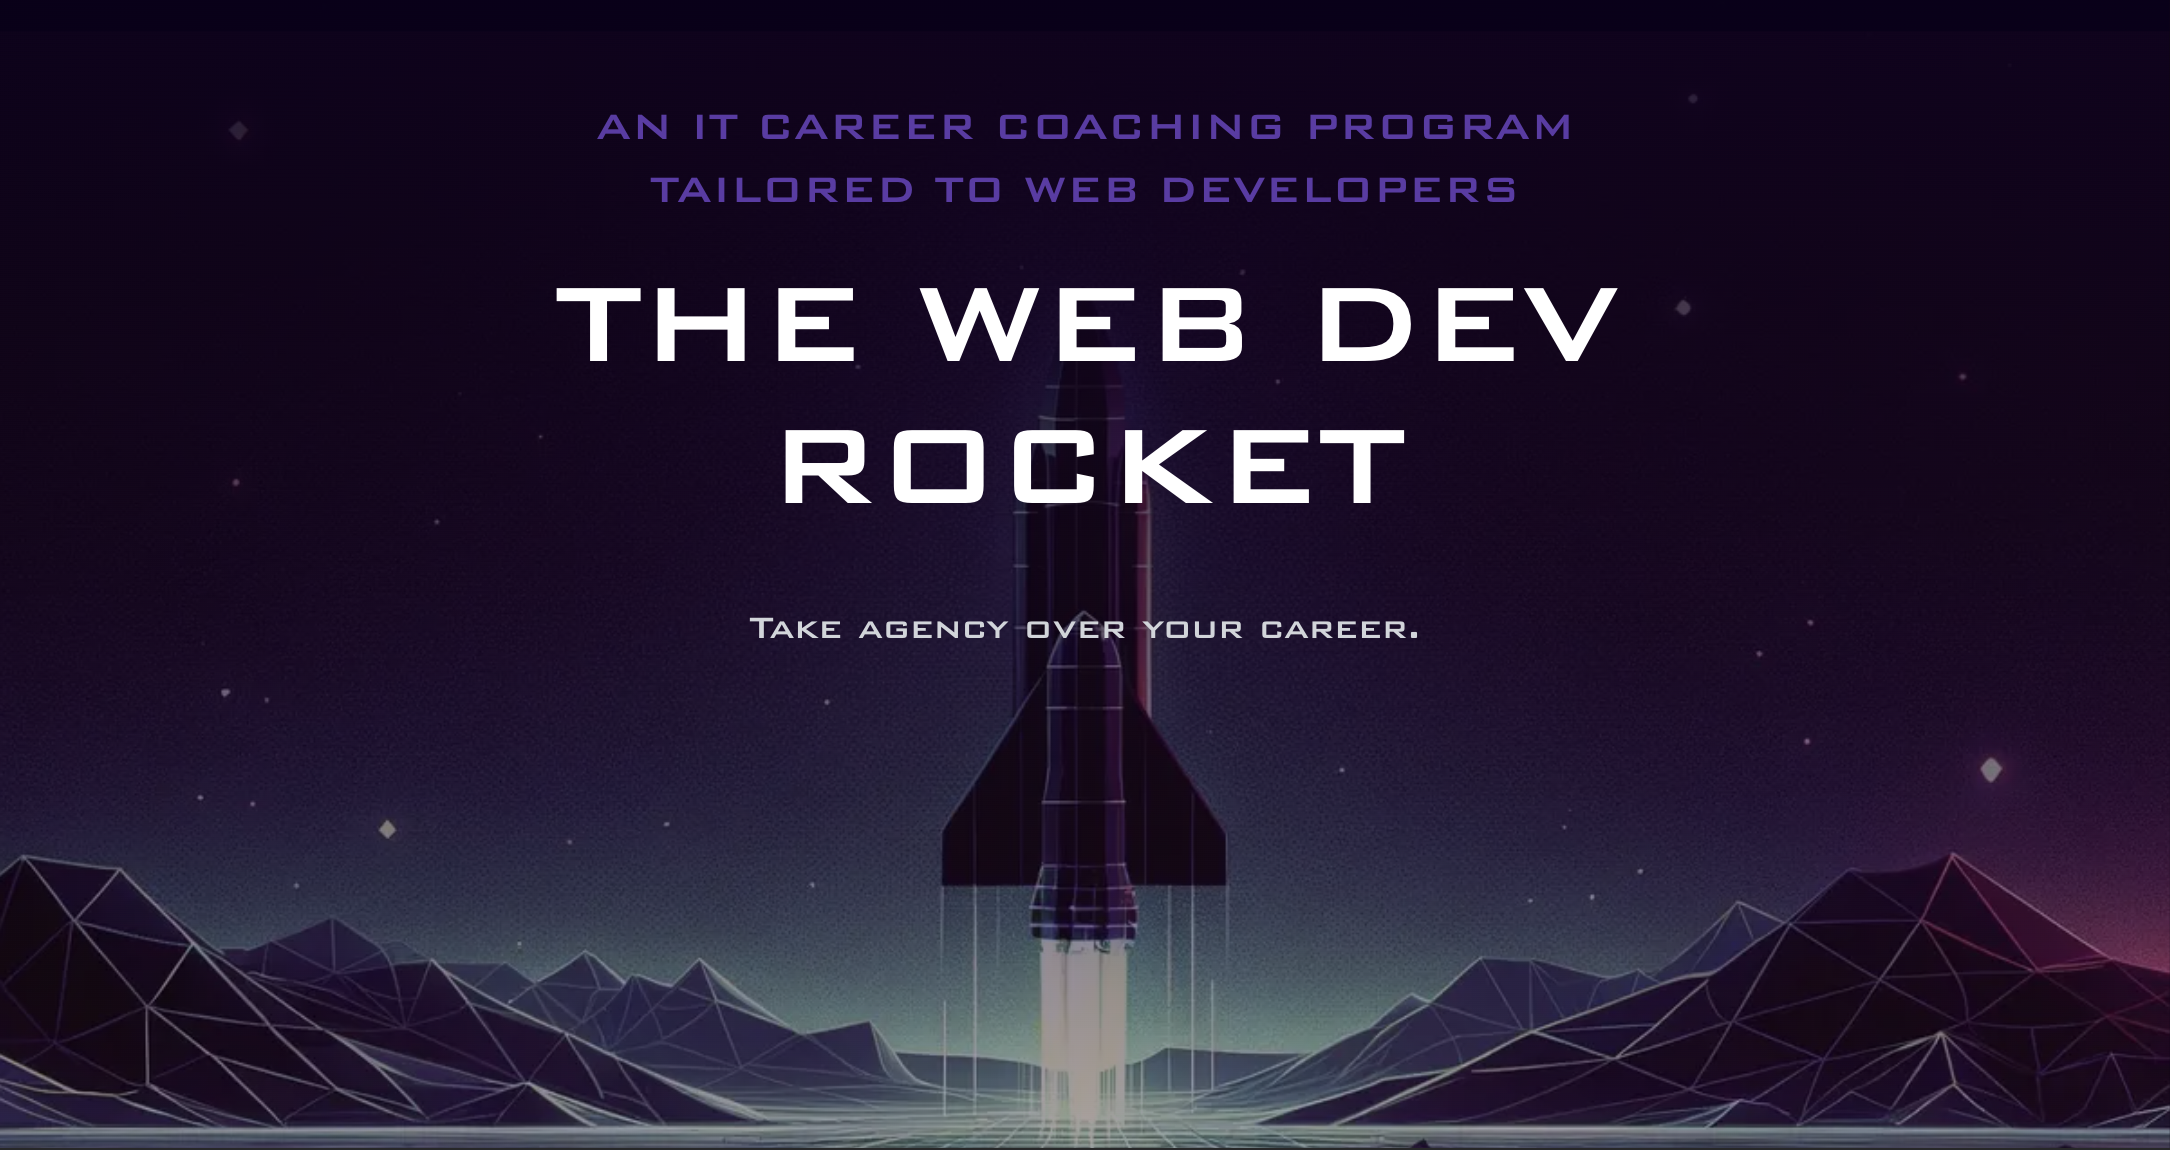 AN IT CAREER COACHING PROGRAM
TAILORED TO WEB DEVELOPERS
THE WEB DEV
ROCKET
Take agency over your career.